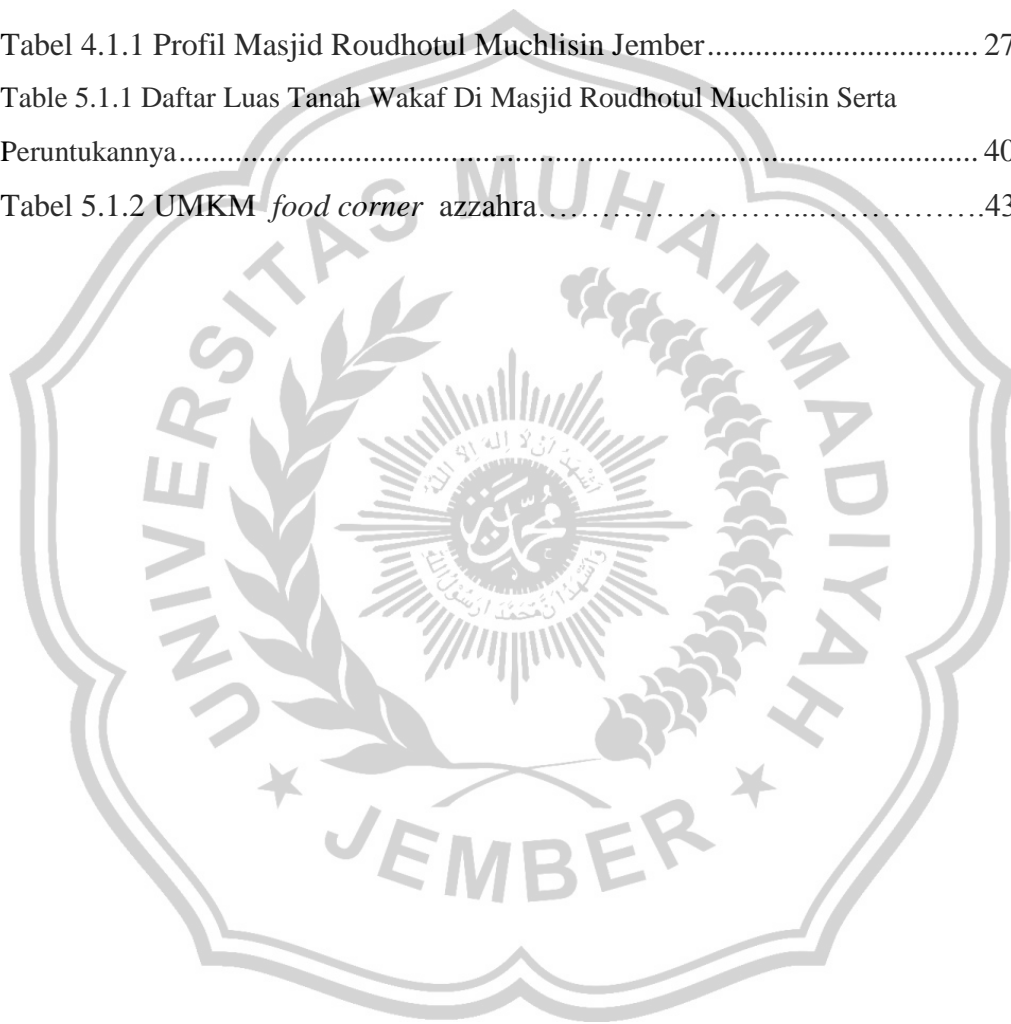 Tabel 4.1.1 Profil Masjid Roudhotul Muchlisin Jember................................. 27
Table 5.1.1 Daftar Luas Tanah Wakaf Di Masjid Roudhotul Muchlisin Serta
Peruntukannya................................................................................................ 40
Tabel 5.1.2 UMKM food corner azzahra……………………...………………43
UNIVERSITAS MUHAMMADIYAH
JEMBER